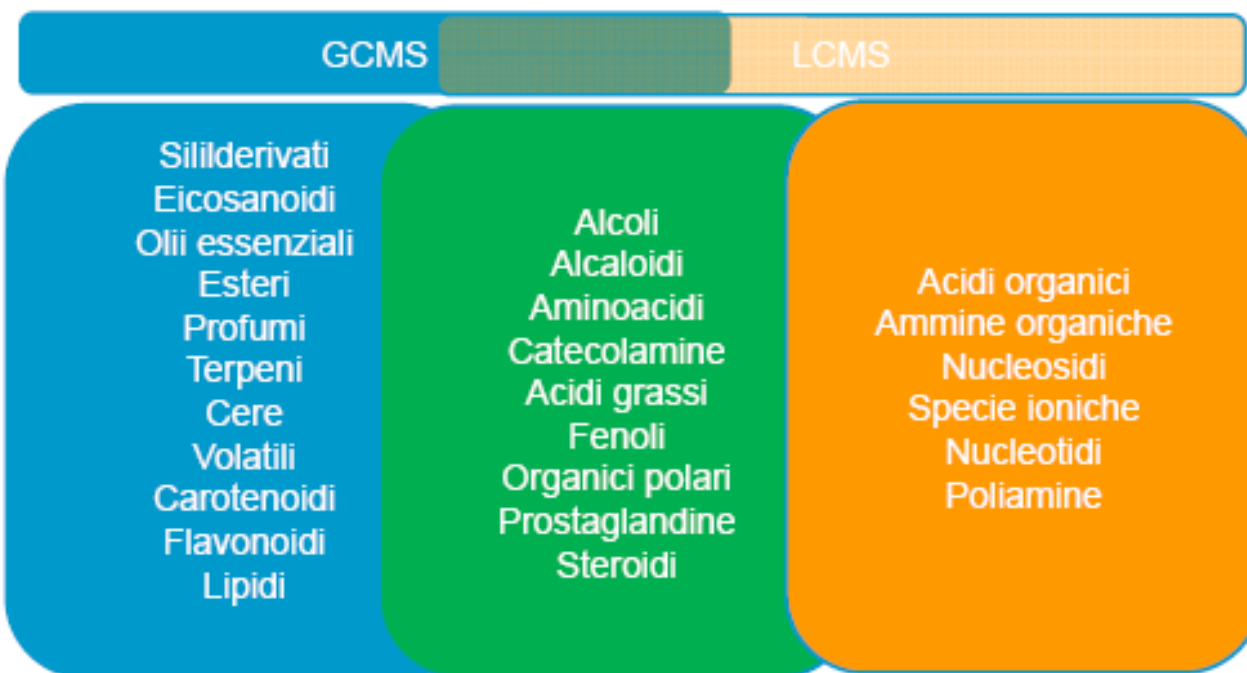 GCMS
LCMS
Sililderivati
Eicosanoidi
Olii essenziali
Esteri
Profumi
Terpeni
Cere
Volatili
Carotenoidi
Flavonoidi
Lipidi
Alcoli
Alcaloidi
Aminoacidi
Catecolamine
Acidi grassi
Fenoli
Organici polari
Prostaglandine
Steroidi
Acidi organici
Ammine organiche
Nucleosidi
Specie ioniche
Nucleotidi
Poliamine